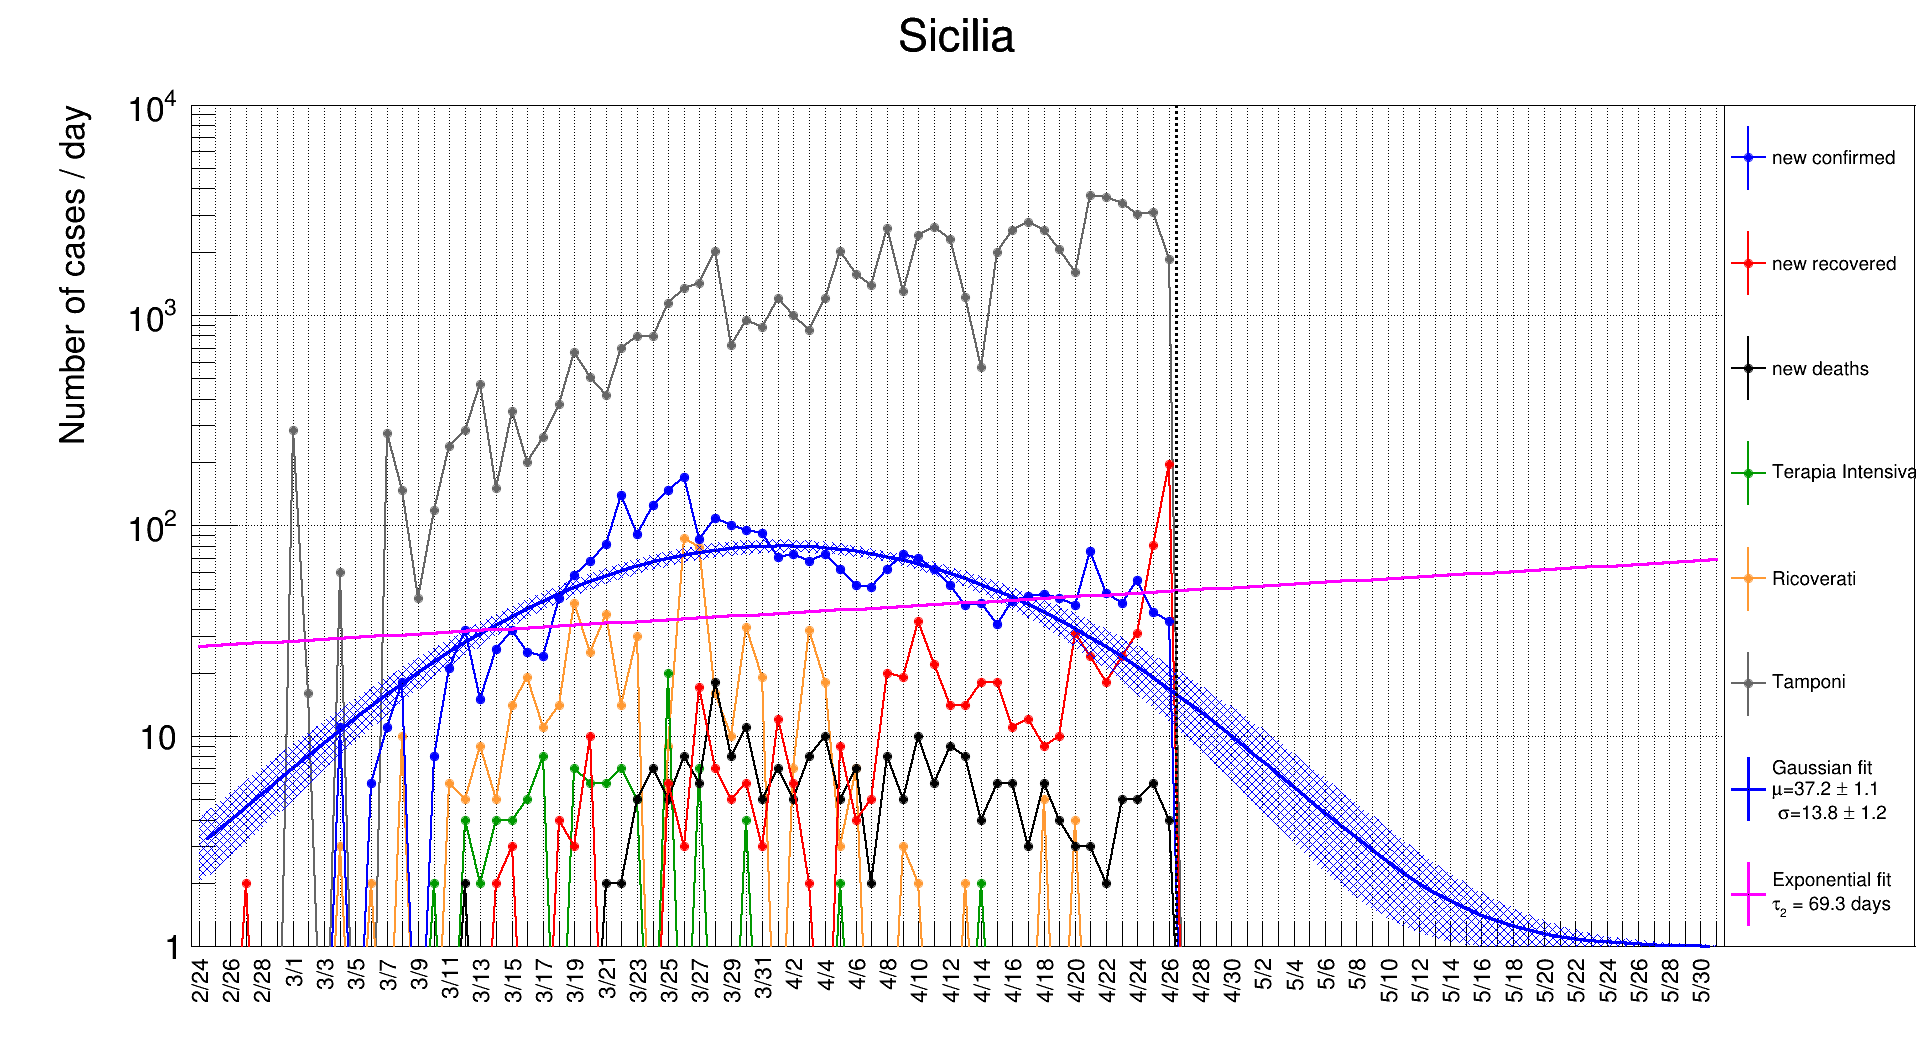 Sicilia
Number of cases / day
10⁴
10³
10²
10
1
2/24 2/26 2/28 3/1 3/3 3/5 3/7 3/9 3/11 3/13 3/15 3/17 3/19 3/21 3/23 3/25 3/27 3/29 3/31 4/2 4/4 4/6 4/8 4/10 4/12 4/14 4/16 4/18 4/20 4/22 4/24 4/26 4/28 4/30 5/2 5/4 5/6 5/8 5/10 5/12 5/14 5/16 5/18 5/20 5/22 5/24 5/26 5/28 5/30
new confirmed
new recovered
new deaths
Terapia Intensiva
Ricoverati
Tamponi
Gaussian fit
μ=37.2 ± 1.1
σ=13.8 ± 1.2
Exponential fit
τ₂ = 69.3 days